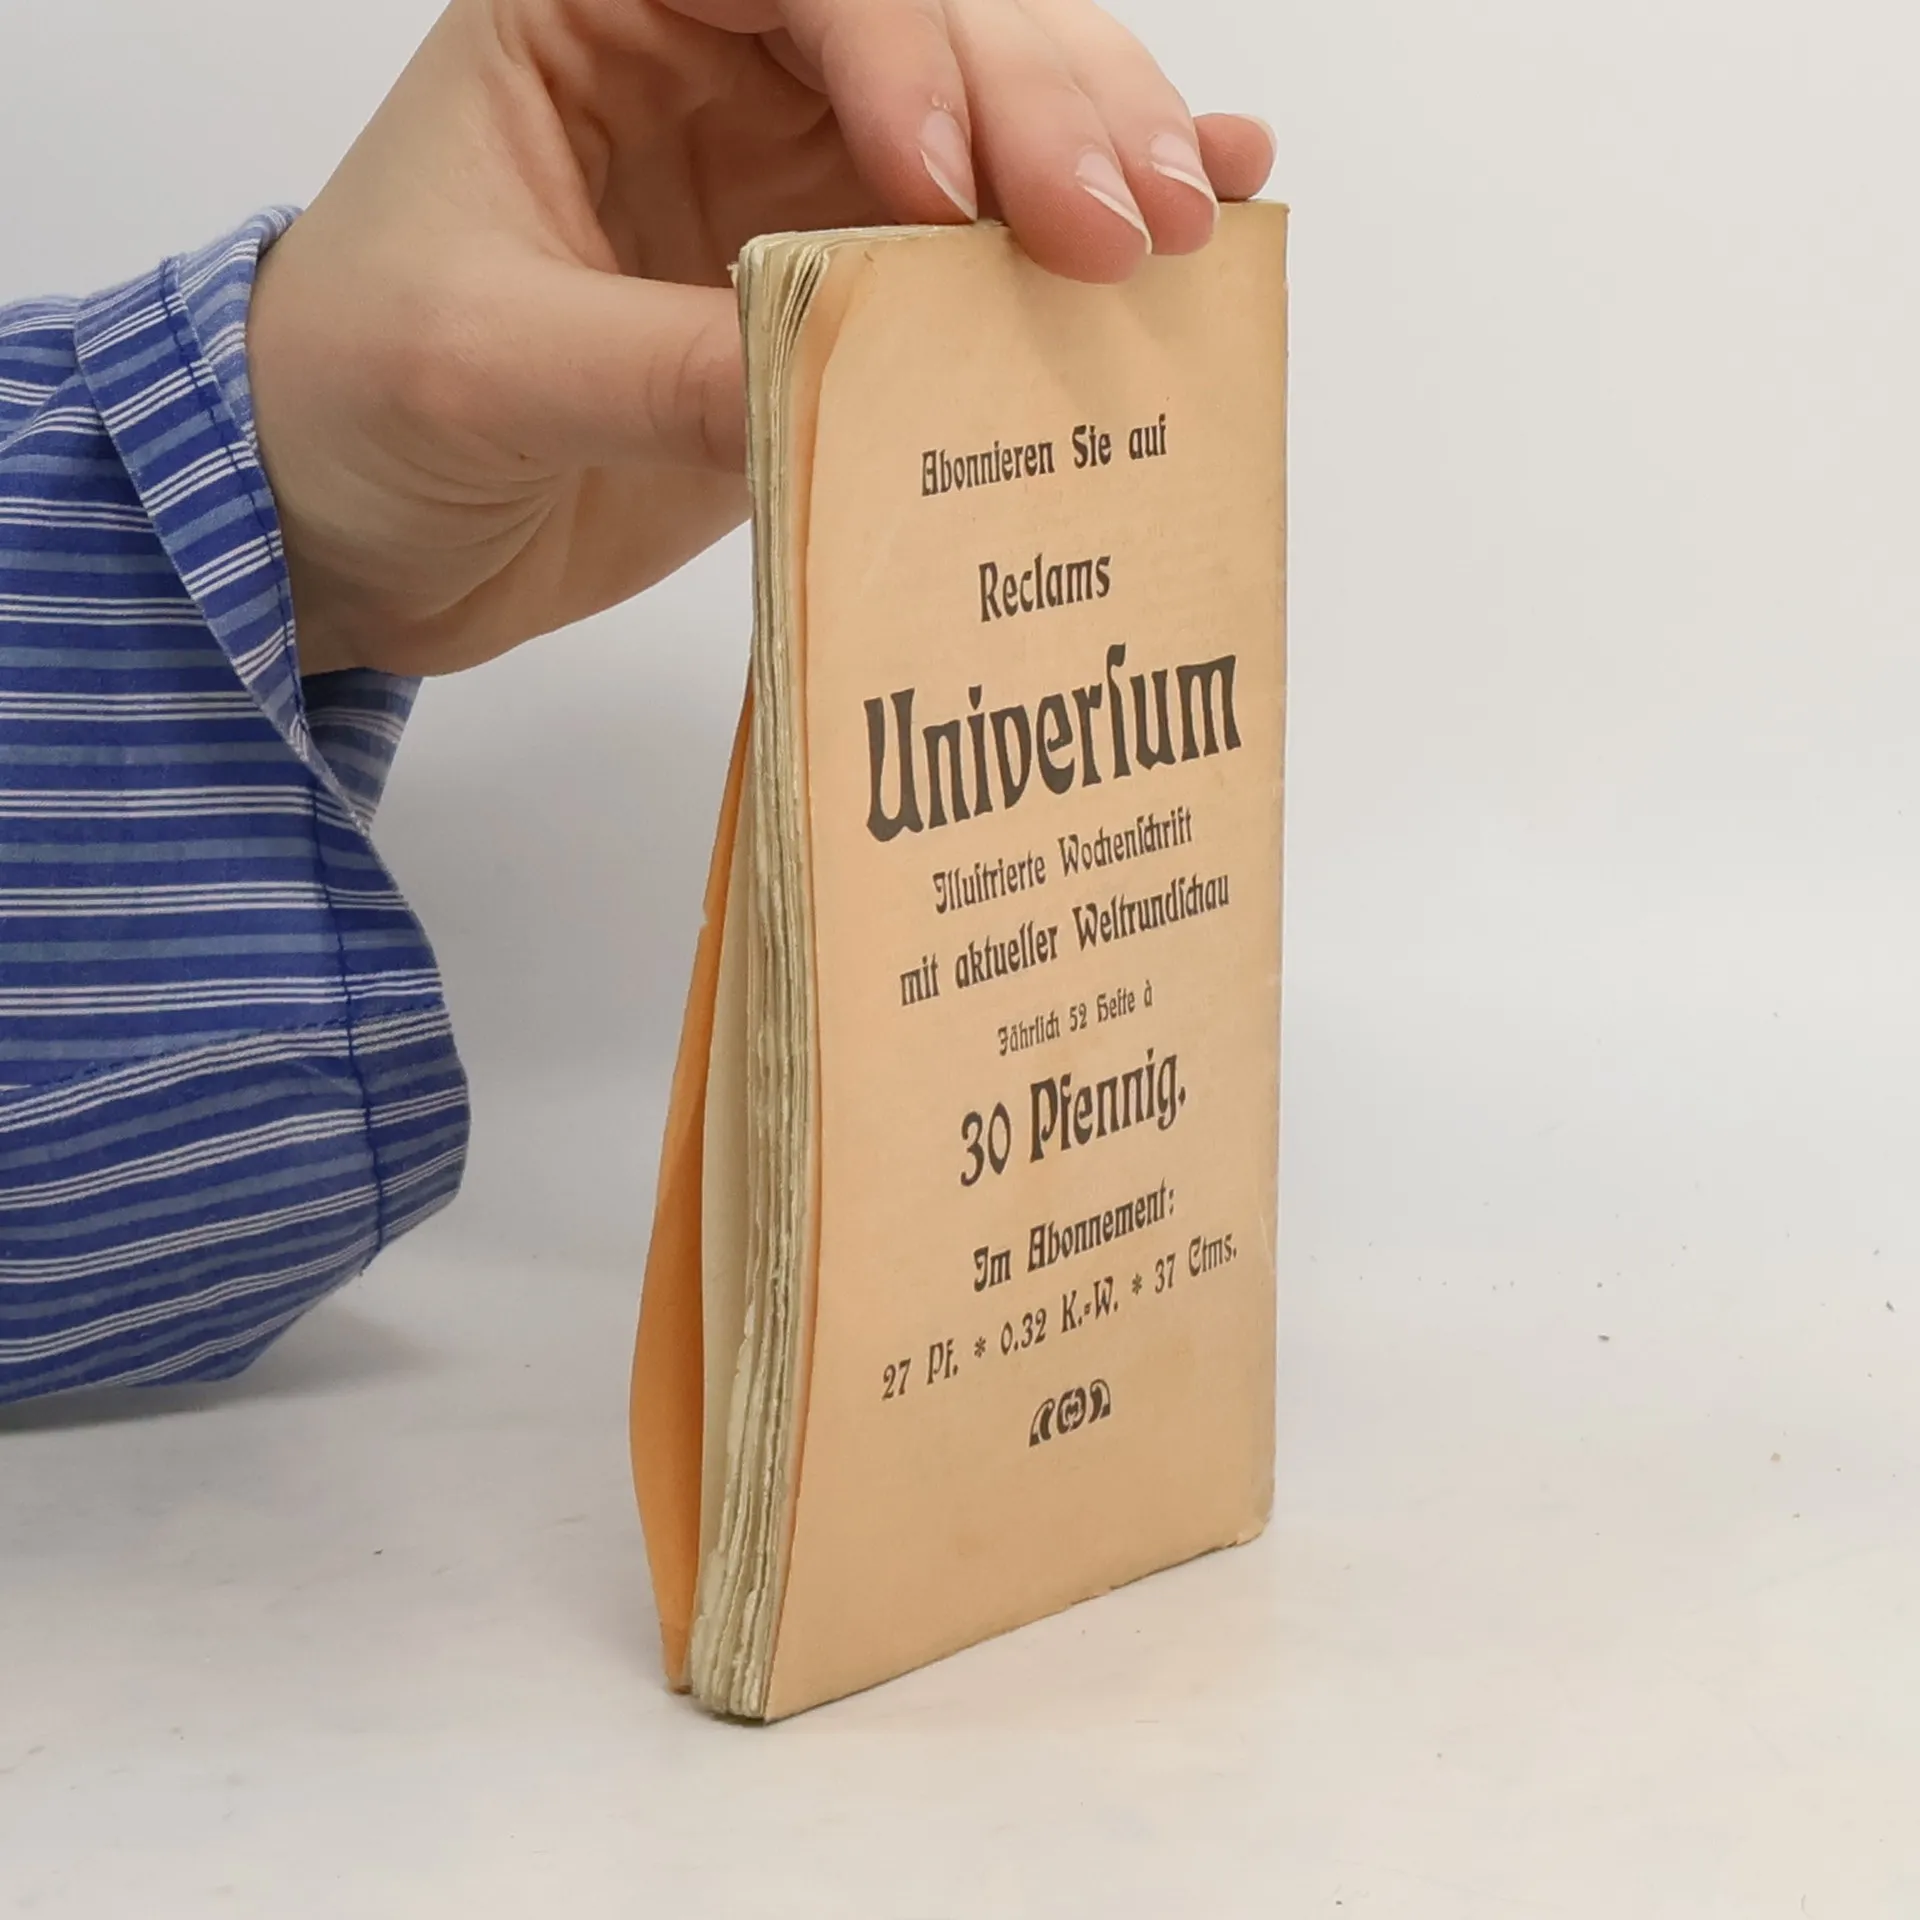 Abonnieren Sie auf
Reclams
Univerſum
Illuſtrierte Wochenſchrift
mit aktueller Weltrundſchau
Jährlich 52 Hefte à
30 Pfennig.
Im Abonnement:
27 Pf. * 0.32 K.=W. * 37 Ctms.